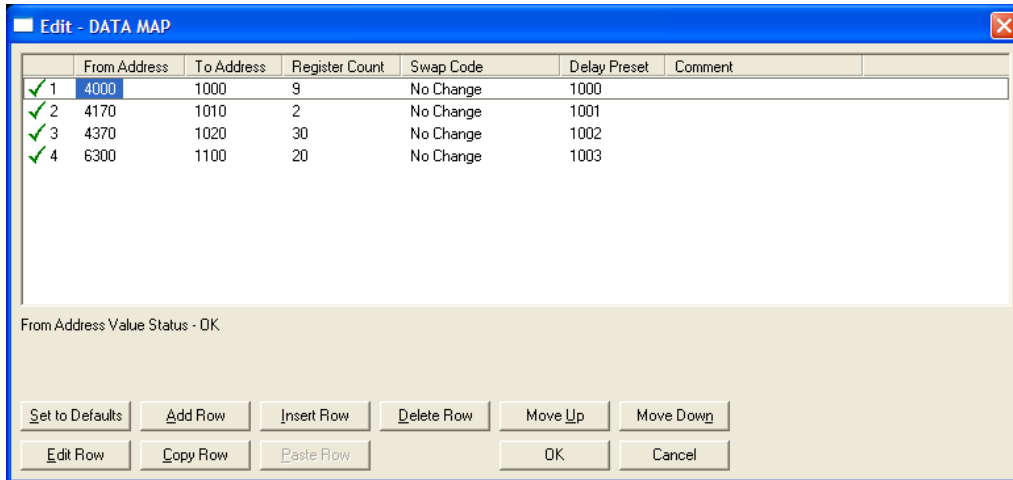 Edit - DATA MAP
From Address To Address Register Count Swap Code Delay Preset Comment
1 4000 1000 9 No Change 1000
2 4170 1010 2 No Change 1001
3 4370 1020 30 No Change 1002
4 6300 1100 20 No Change 1003
From Address Value Status - OK
Set to Defaults Add Row Insert Row Delete Row Move Up Move Down
Edit Row Copy Row Paste Row OK Cancel